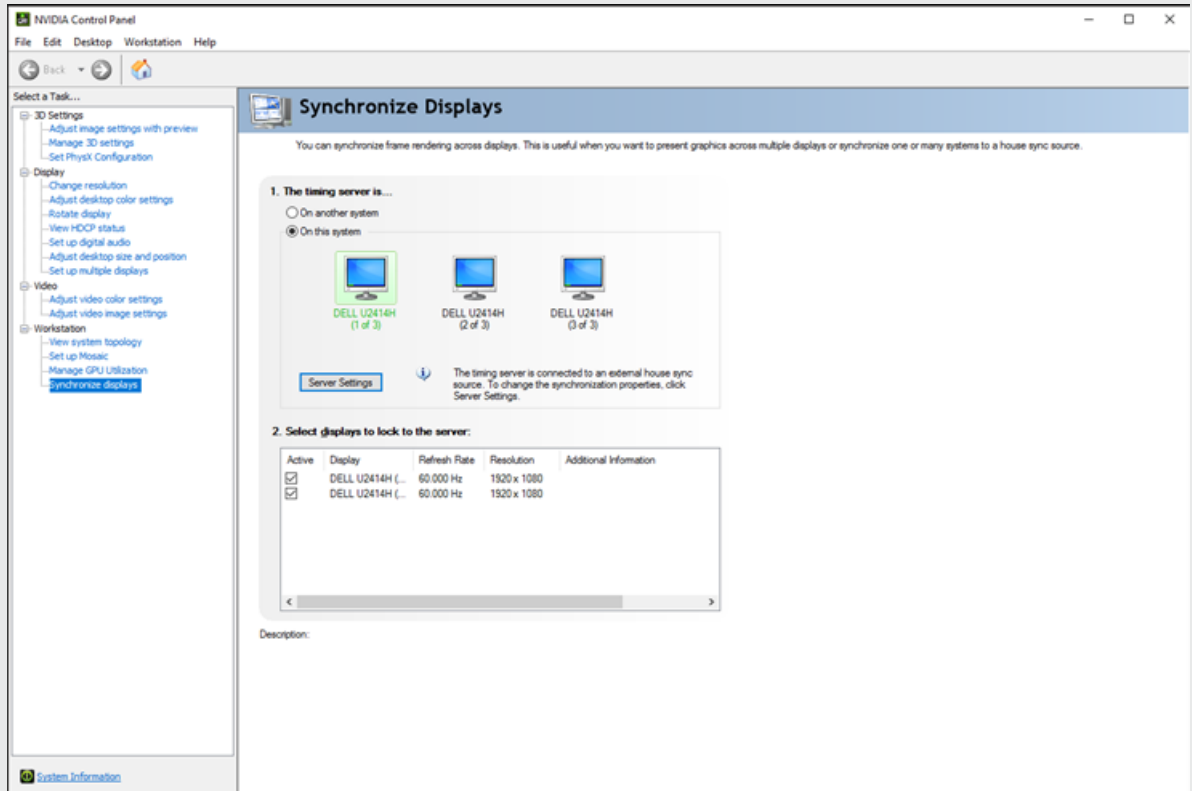 NVIDIA Control Panel
File Edit Desktop Workstation Help
Back
Select a Task...
3D Settings
Adjust image settings with preview
Manage 3D settings
Set PhysX Configuration
Display
Change resolution
Adjust desktop color settings
Rotate display
View HDCP status
Set up digital audio
Adjust desktop size and position
Set up multiple displays
Video
Adjust video color settings
Adjust video image settings
Workstation
View system topology
Set up Mosaic
Manage GPU Utilization
Synchronize displays
System Information
Synchronize Displays
You can synchronize frame rendering across displays. This is useful when you want to present graphics across multiple displays or synchronize one or many systems to a house sync source.
1. The timing server is...
On another system
On this system
DELL U2414H
(1 of 3)
DELL U2414H
(2 of 3)
DELL U2414H
(3 of 3)
Server Settings
The timing server is connected to an external house sync
source. To change the synchronization properties, click
Server Settings.
2. Select displays to lock to the server:
Active Display Refresh Rate Resolution Additional Information
DELL U2414H (... 60.000 Hz 1920 x 1080
DELL U2414H (... 60.000 Hz 1920 x 1080
Description: